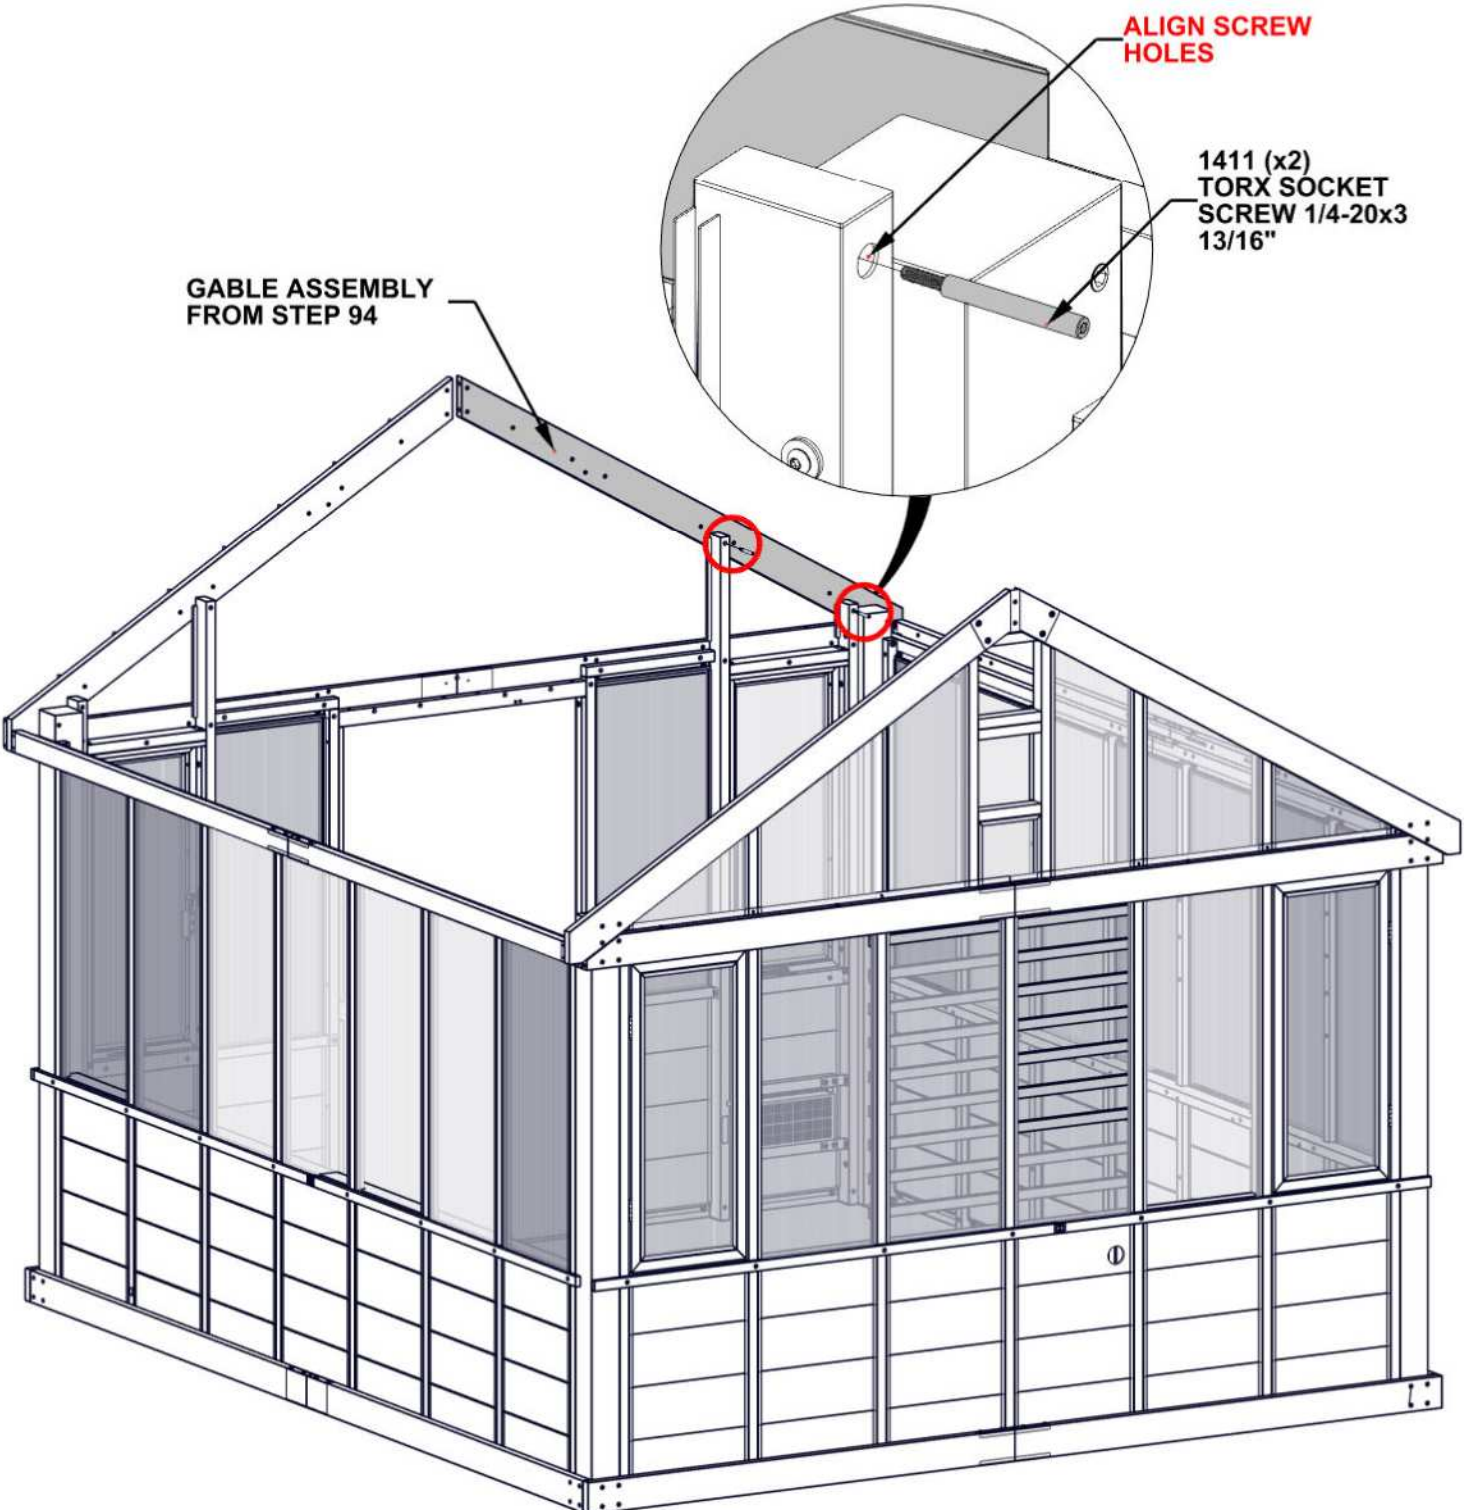 ALIGN SCREW
HOLES
1411 (x2)
TORX SOCKET
SCREW 1/4-20x3
13/16"
GABLE ASSEMBLY
FROM STEP 94